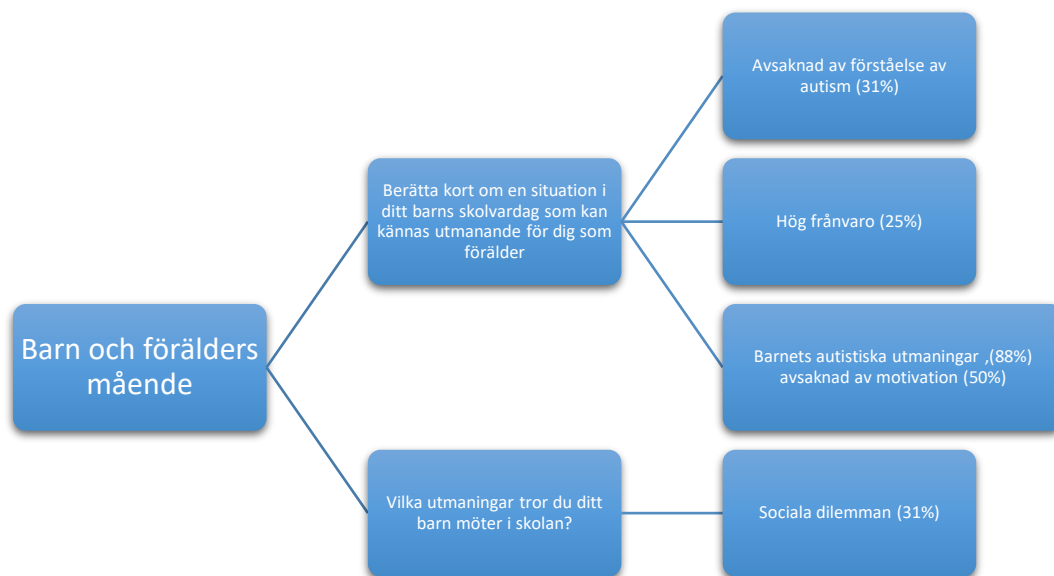 Barn och förälders
mående
Berätta kort om en situation i
ditt barns skolvardag som kan
kännas utmanande för dig som
förälder
Avsaknad av förståelse av
autism (31%)
Hög frånvaro (25%)
Barnets autistiska utmaningar ,(88%)
avsaknad av motivation (50%)
Vilka utmaningar tror du ditt
barn möter i skolan?
Sociala dilemman (31%)